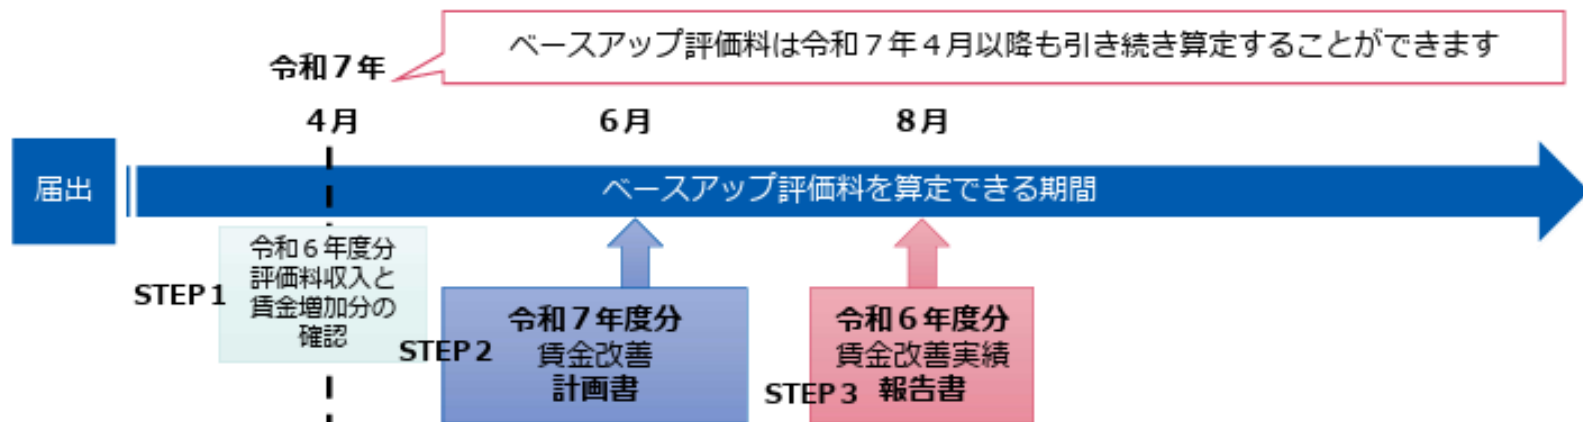 ベースアップ評価料は令和７年４月以降も引き続き算定することができます
令和７年
４月
６月
８月
届出
ベースアップ評価料を算定できる期間
STEP１
令和６年度分
評価料収入と
賃金増加分の
確認
STEP２
令和７年度分
賃金改善
計画書
STEP３
令和６年度分
賃金改善実績
報告書